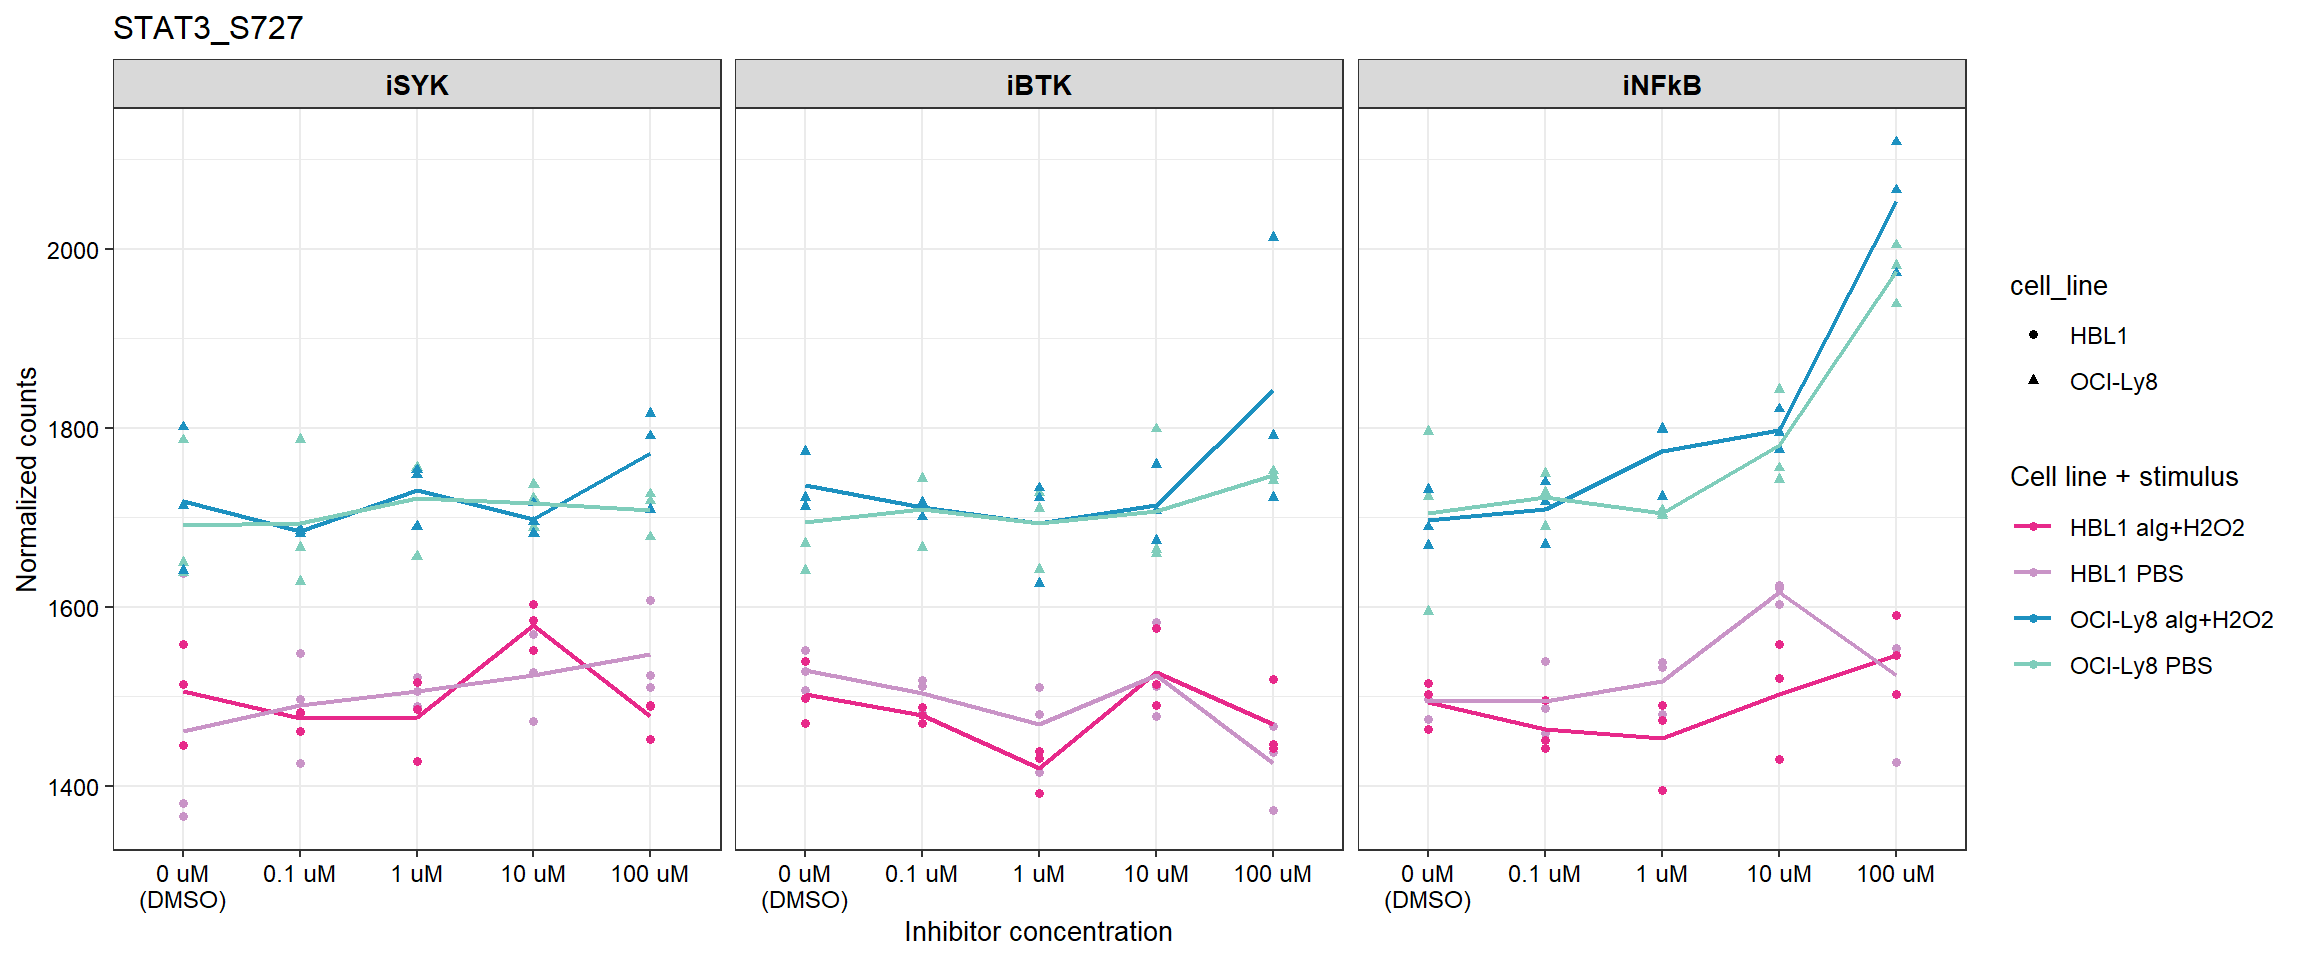 STAT3_S727
iSYK
iBTK
iNFkB
Normalized counts
2000
1800
1600
1400
0 uM
(DMSO)
0.1 uM
1 uM
10 uM
100 uM
0 uM
(DMSO)
0.1 uM
1 uM
10 uM
100 uM
0 uM
(DMSO)
0.1 uM
1 uM
10 uM
100 uM
Inhibitor concentration
cell_line
HBL1
OCI-Ly8
Cell line + stimulus
HBL1 aIg+H2O2
HBL1 PBS
OCI-Ly8 aIg+H2O2
OCI-Ly8 PBS